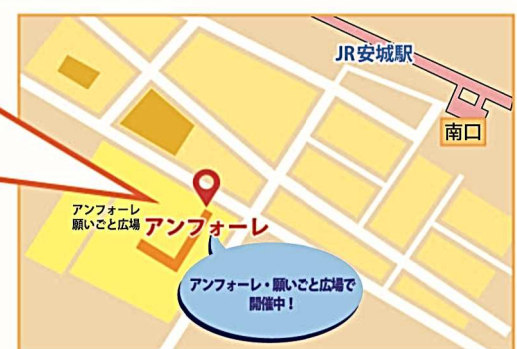 JR安城駅
南口
アンフォーレ
願いごと広場
アンフォーレ
アンフォーレ・願いごと広場で
開催中！